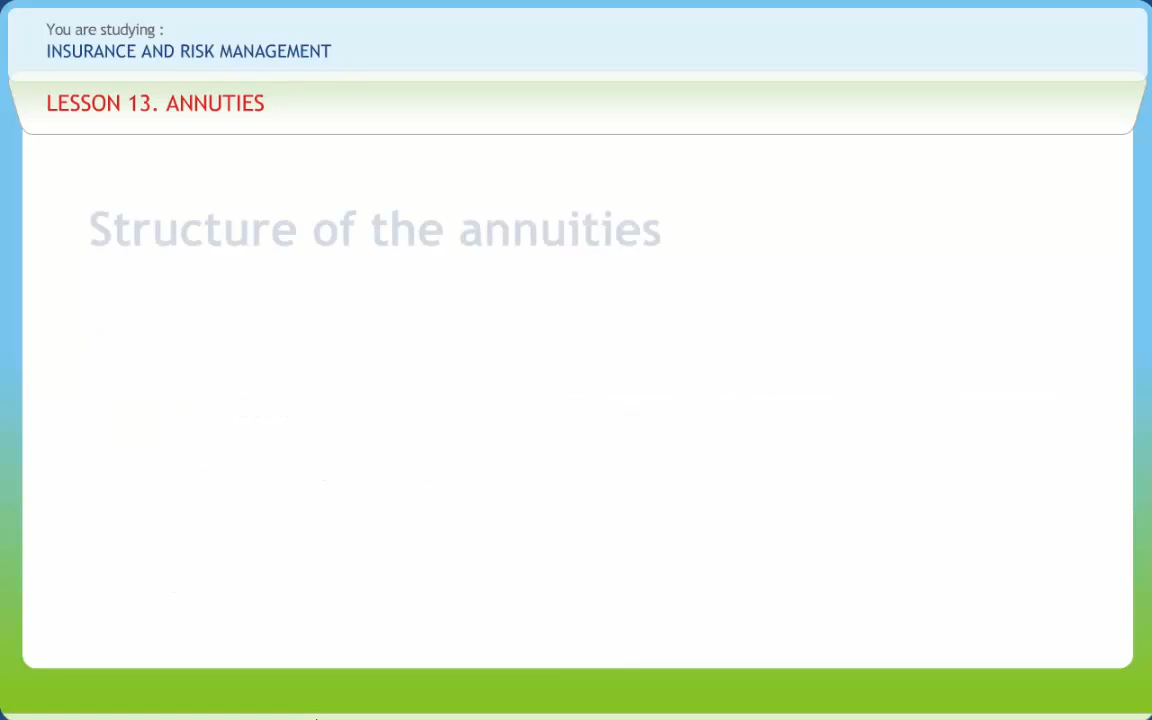 You are studying :
INSURANCE AND RISK MANAGEMENT
LESSON 13. ANNUTIES
Structure of the annuities